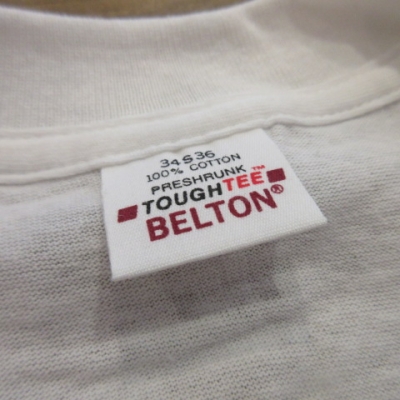 34 S 36
100% COTTON
PRESHRUNK
TOUGHTEE™
BELTON®